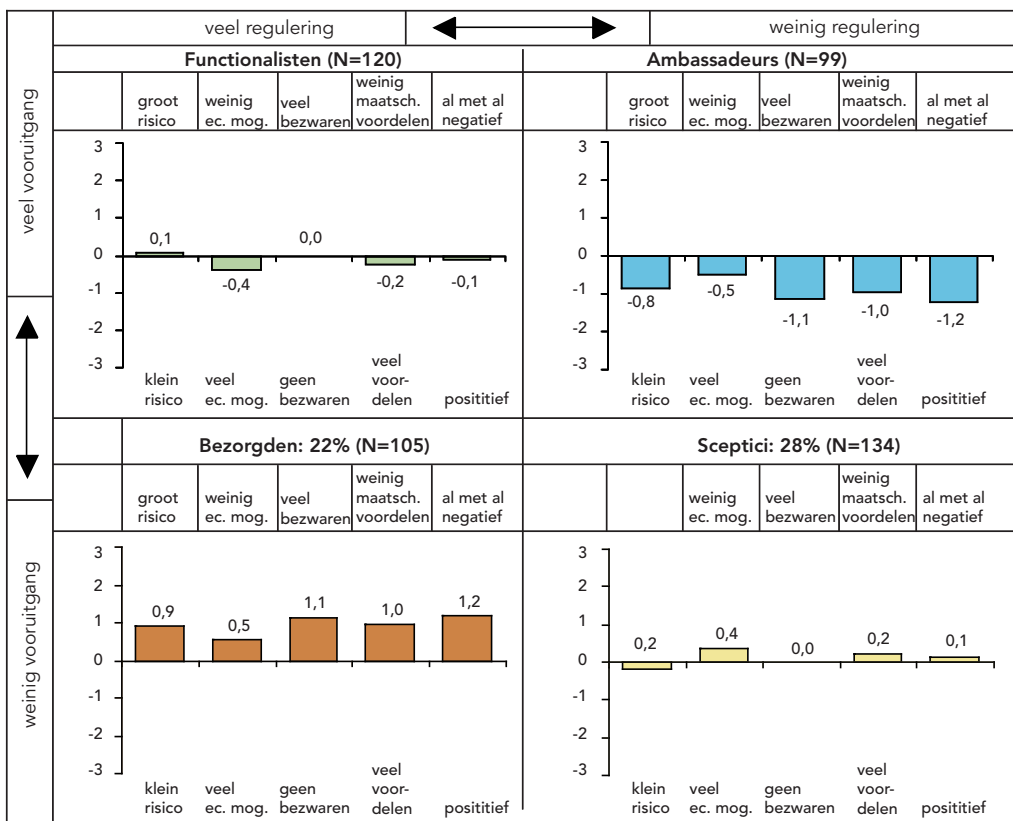 veel regulering
weinig regulering
veel vooruitgang
weinig vooruitgang
Functionalisten (N=120)
groot risico
weinig ec. mog.
veel bezwaren
weinig maatsch. voordelen
al met al negatief
3
2
1
0
-1
-2
-3
0,1
-0,4
0,0
-0,2
-0,1
klein risico
veel ec. mog.
geen bezwaren
veel voor-delen
posititief
Ambassadeurs (N=99)
groot risico
weinig ec. mog.
veel bezwaren
weinig maatsch. voordelen
al met al negatief
3
2
1
0
-1
-2
-3
-0,8
-0,5
-1,1
-1,0
-1,2
klein risico
veel ec. mog.
geen bezwaren
veel voor-delen
posititief
Bezorgden: 22% (N=105)
groot risico
weinig ec. mog.
veel bezwaren
weinig maatsch. voordelen
al met al negatief
3
2
1
0
-1
-2
-3
0,9
0,5
1,1
1,0
1,2
klein risico
veel ec. mog.
geen bezwaren
veel voor-delen
posititief
Sceptici: 28% (N=134)
weinig ec. mog.
veel bezwaren
weinig maatsch. voordelen
al met al negatief
3
2
1
0
-1
-2
-3
0,2
0,4
0,0
0,2
0,1
klein risico
veel ec. mog.
geen bezwaren
veel voor-delen
posititief